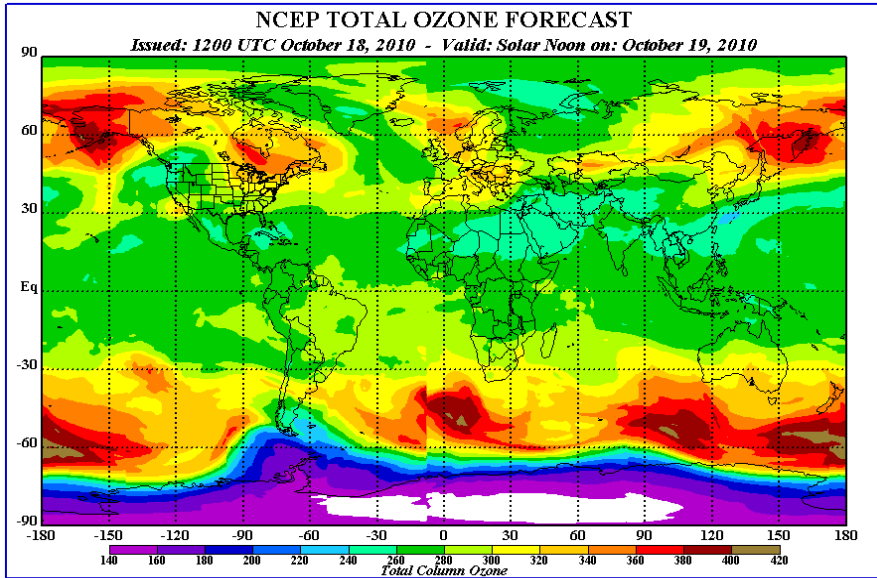 NCEP TOTAL OZONE FORECAST
Issued: 1200 UTC October 18, 2010 - Valid: Solar Noon on: October 19, 2010
90
60
30
Eq
-30
-60
-90
-180 -150 -120 -90 -60 -30 0 30 60 90 120 150 180
140 160 180 200 220 240 260 280 300 320 340 360 380 400 420
Total Column Ozone